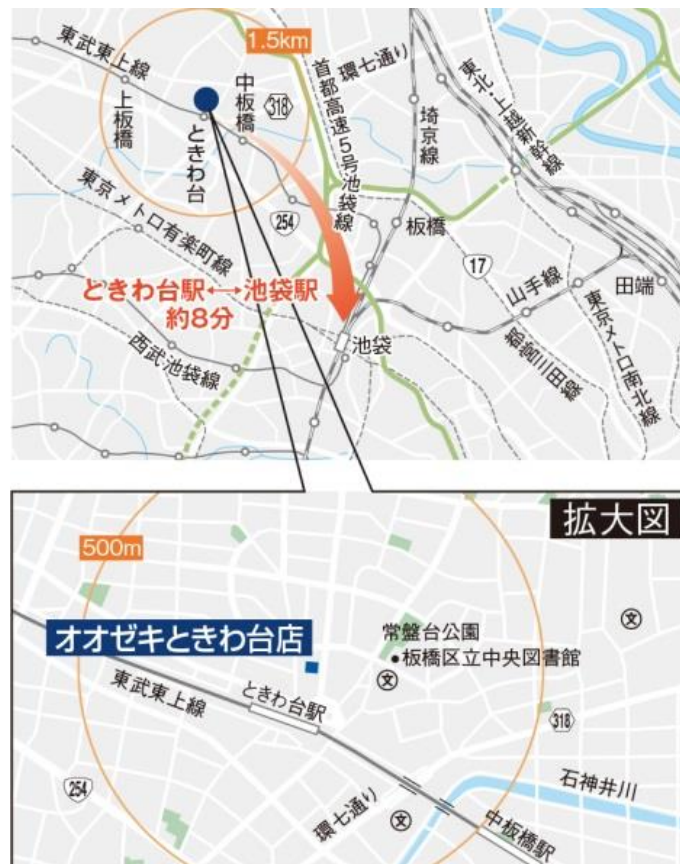 1.5km
東武東上線
上板橋
ときわ台
中板橋
318
首都高速5号池袋線
環七通り
埼京線
東北・上越新幹線
東京メトロ有楽町線
254
板橋
17
山手線
田端
ときわ台駅↔池袋駅
約8分
西武池袋線
池袋
都営三田線
東京メトロ南北線
拡大図
500m
オオゼキときわ台店
常盤台公園
●板橋区立中央図書館
文
文
東武東上線
ときわ台駅
318
254
環七通り
文
石神井川
中板橋駅